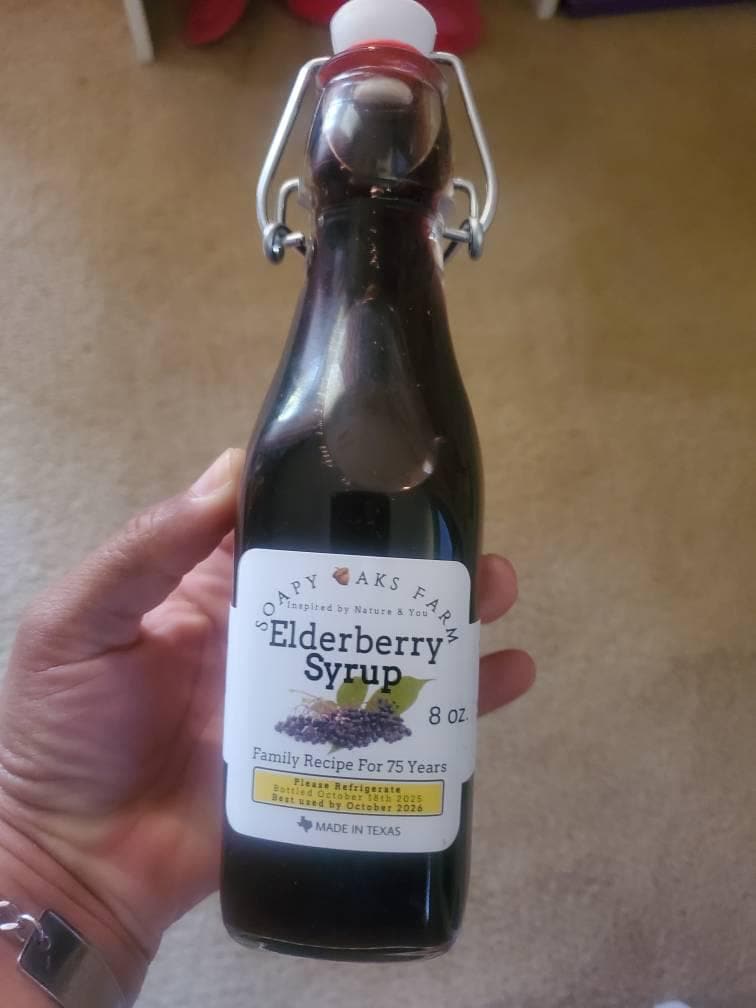 SOAPY OAKS FARM
Inspired by Nature & You
Elderberry
Syrup
8 oz.
Family Recipe For 75 Years
Please Refrigerate
Bottled October 18th 2025
Best used by October 2026
MADE IN TEXAS